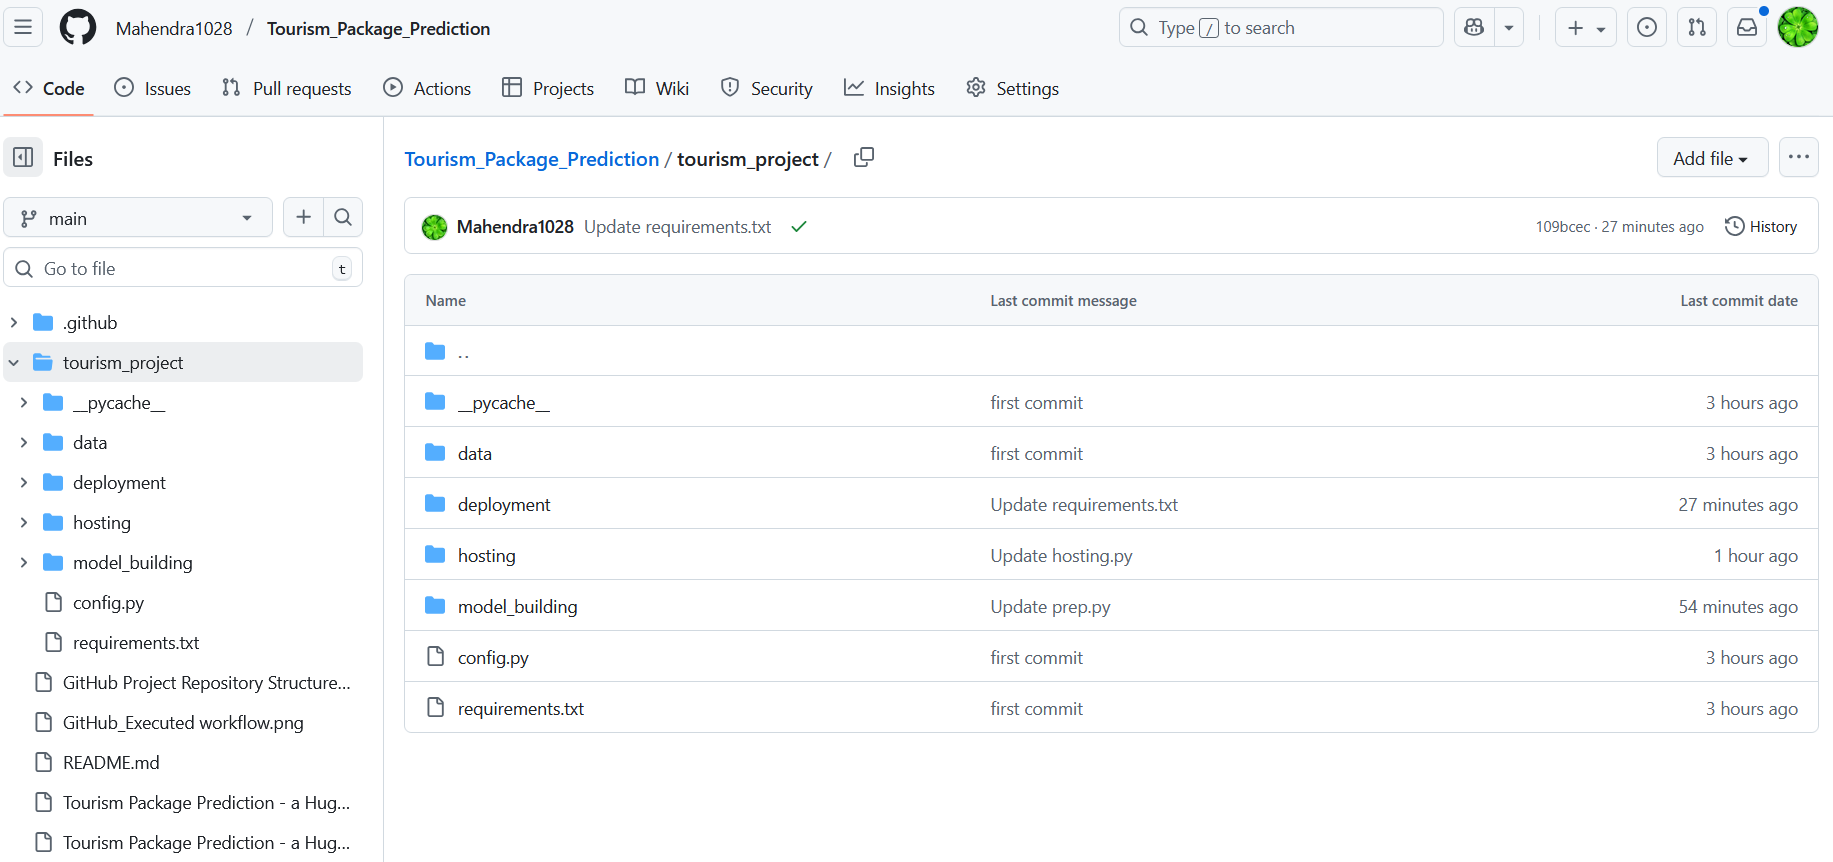 Mahendra1028 / Tourism_Package_Prediction
Type / to search
Code Issues Pull requests Actions Projects Wiki Security Insights Settings
Files
main
Go to file t
.github
tourism_project
__pycache__
data
deployment
hosting
model_building
config.py
requirements.txt
GitHub Project Repository Structure...
GitHub_Executed workflow.png
README.md
Tourism Package Prediction - a Hug...
Tourism Package Prediction - a Hug...
Tourism_Package_Prediction / tourism_project /
Add file
Mahendra1028 Update requirements.txt 109bcec · 27 minutes ago History
Name Last commit message Last commit date
..
__pycache__ first commit 3 hours ago
data first commit 3 hours ago
deployment Update requirements.txt 27 minutes ago
hosting Update hosting.py 1 hour ago
model_building Update prep.py 54 minutes ago
config.py first commit 3 hours ago
requirements.txt first commit 3 hours ago